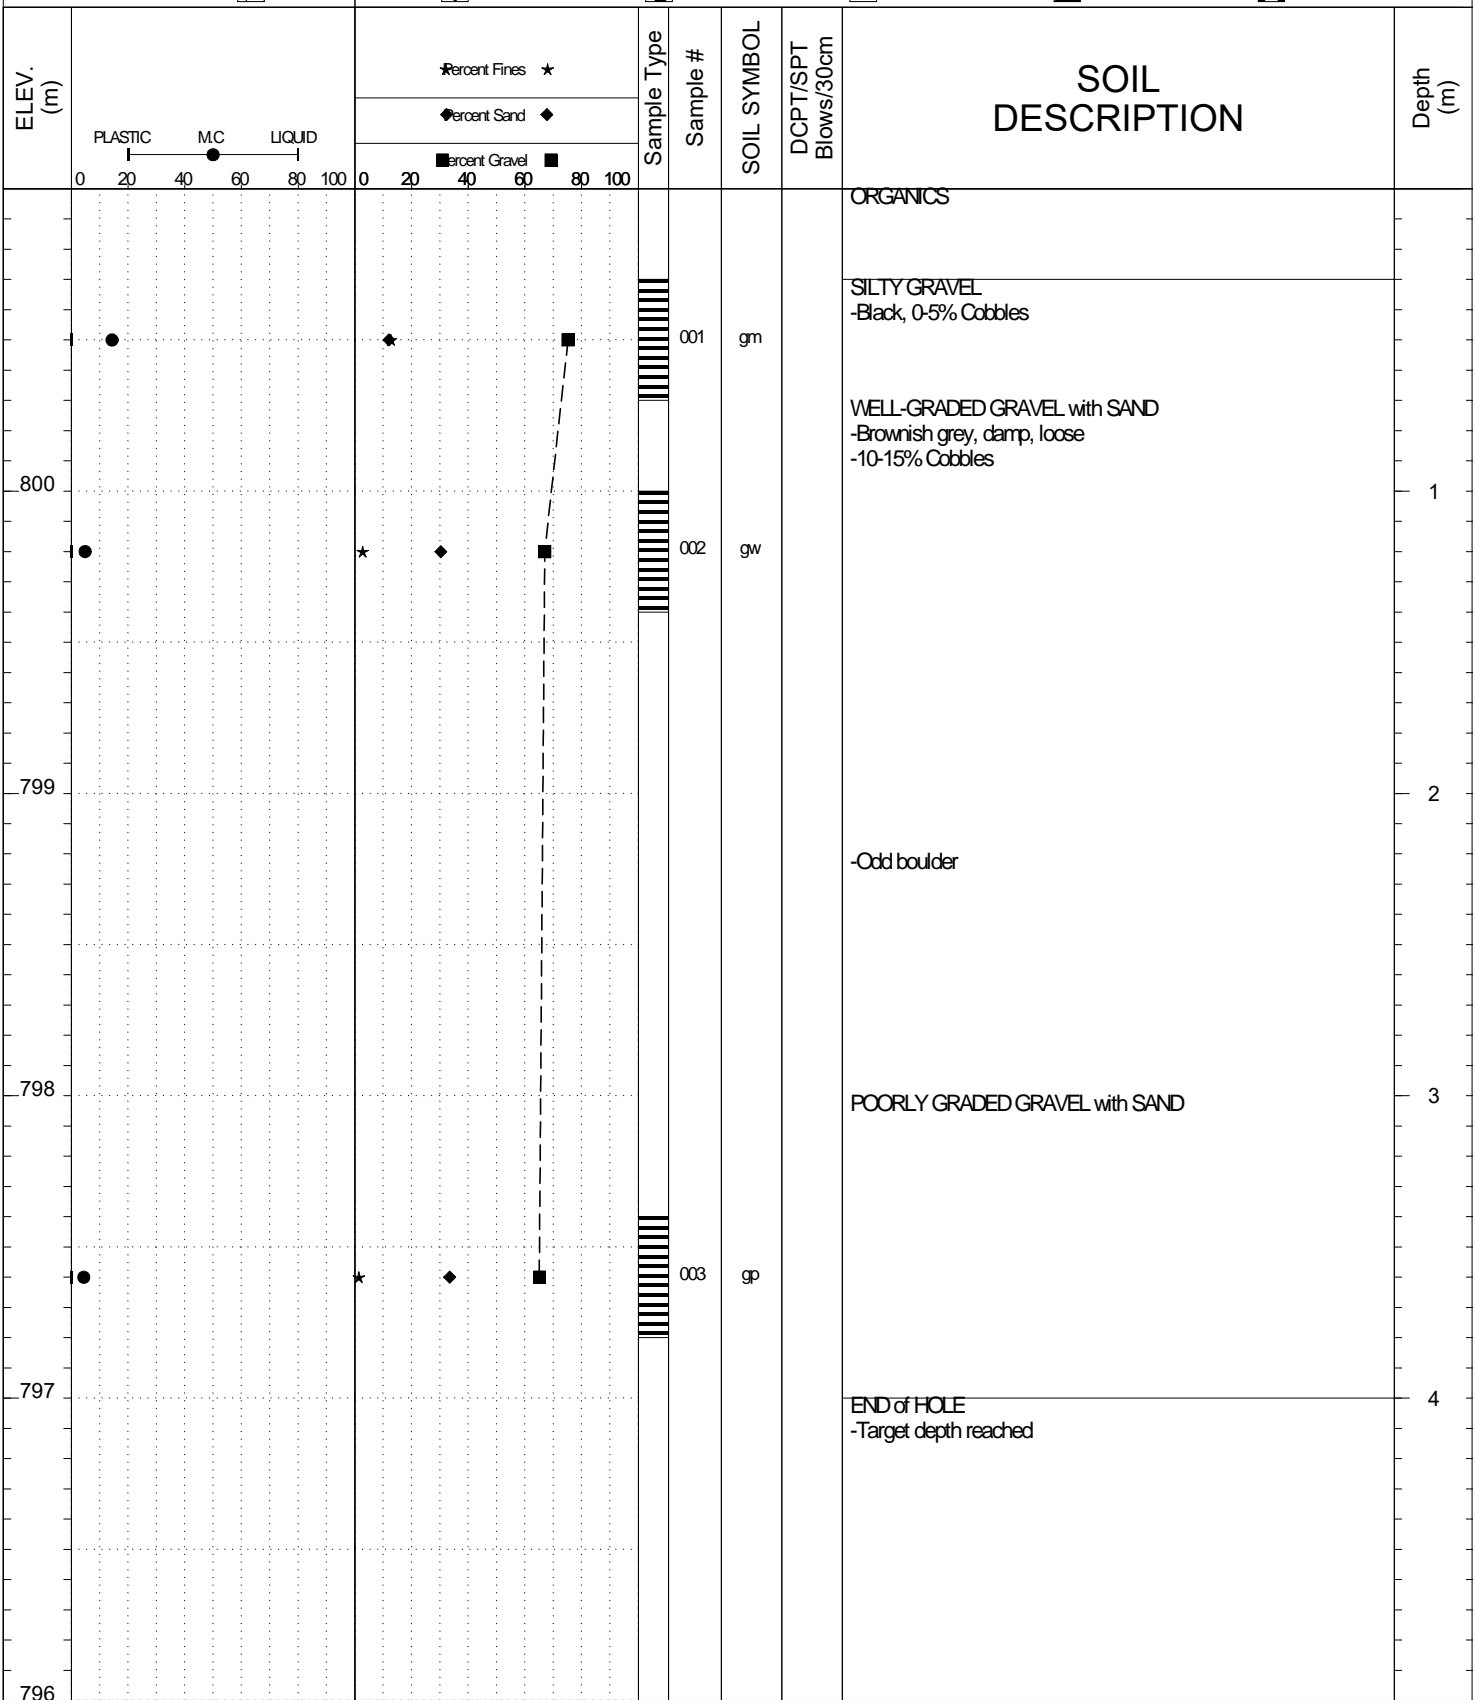 ELEV.
(m)
PLASTIC M.C LIQUID
0 20 40 60 80 100
Percent Fines
Percent Sand
Percent Gravel
0 20 40 60 80 100
Sample Type
Sample #
SOIL SYMBOL
DCPT/SPT
Blows/30cm
SOIL
DESCRIPTION
Depth
(m)
ORGANICS
SILTY GRAVEL
-Black, 0-5% Cobbles
001 gm
WELL-GRADED GRAVEL with SAND
-Brownish grey, damp, loose
-10-15% Cobbles
800 1
002 gw
799 2
-Odd boulder
798 3
POORLY GRADED GRAVEL with SAND
003 gp
797 4
END of HOLE
-Target depth reached
796